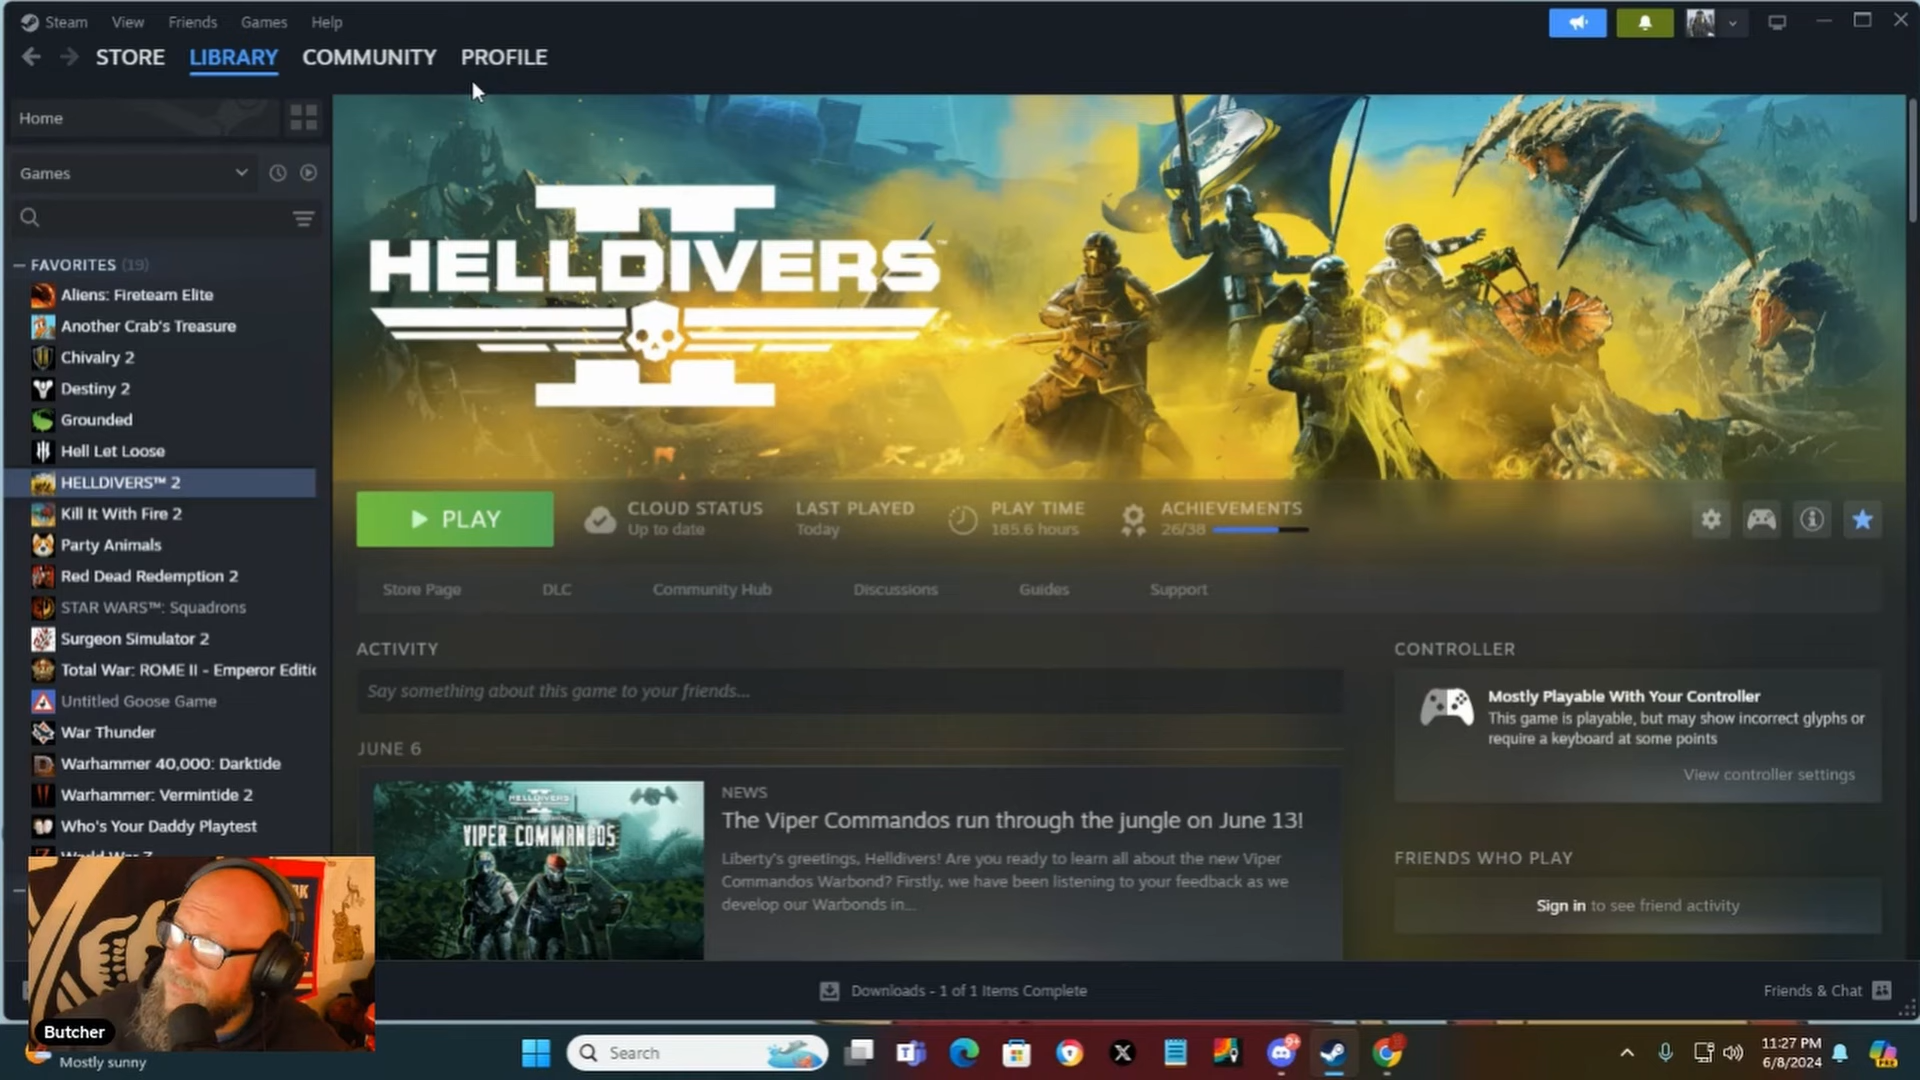 Steam View Friends Games Help
STORE LIBRARY COMMUNITY PROFILE
Home
Games
FAVORITES (19)
Aliens: Fireteam Elite
Another Crab's Treasure
Chivalry 2
Destiny 2
Grounded
Hell Let Loose
HELLDIVERS™ 2
Kill It With Fire 2
Party Animals
Red Dead Redemption 2
STAR WARS™: Squadrons
Surgeon Simulator 2
Total War: ROME II - Emperor Editi
Untitled Goose Game
War Thunder
Warhammer 40,000: Darktide
Warhammer: Vermintide 2
Who's Your Daddy Playtest
HELLDIVERS™
II
PLAY
CLOUD STATUS
Up to date
LAST PLAYED
Today
PLAY TIME
185.6 hours
ACHIEVEMENTS
26/38
Store Page DLC Community Hub Discussions Guides Support
ACTIVITY
Say something about this game to your friends...
JUNE 6
HELLDIVERS
VIPER COMMANDOS
NEWS
The Viper Commandos run through the jungle on June 13!
Liberty's greetings, Helldivers! Are you ready to learn all about the new Viper
Commandos Warbond? Firstly, we have been listening to your feedback as we
develop our Warbonds in...
CONTROLLER
Mostly Playable With Your Controller
This game is playable, but may show incorrect glyphs or
require a keyboard at some points
View controller settings
FRIENDS WHO PLAY
Sign in to see friend activity
Downloads - 1 of 1 Items Complete
Friends & Chat
Butcher
Mostly sunny
Search
9+
11:27 PM
6/8/2024